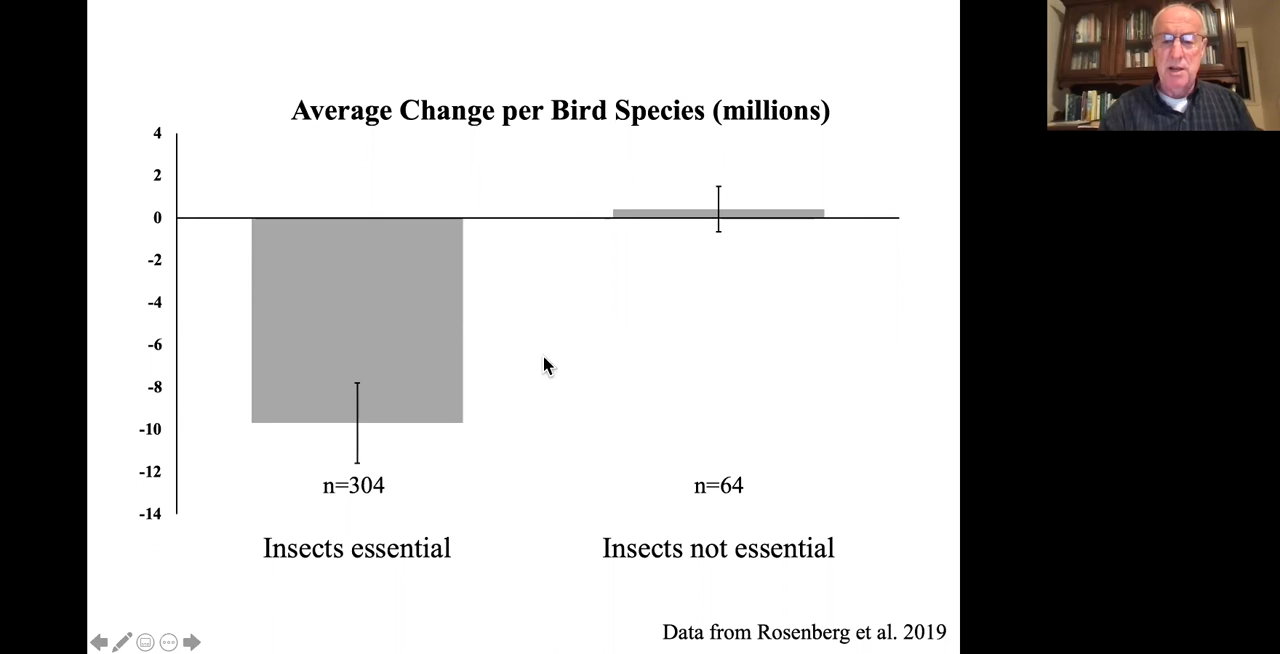 Average Change per Bird Species (millions)
4
2
0
-2
-4
-6
-8
-10
-12
-14
n=304
n=64
Insects essential
Insects not essential
Data from Rosenberg et al. 2019